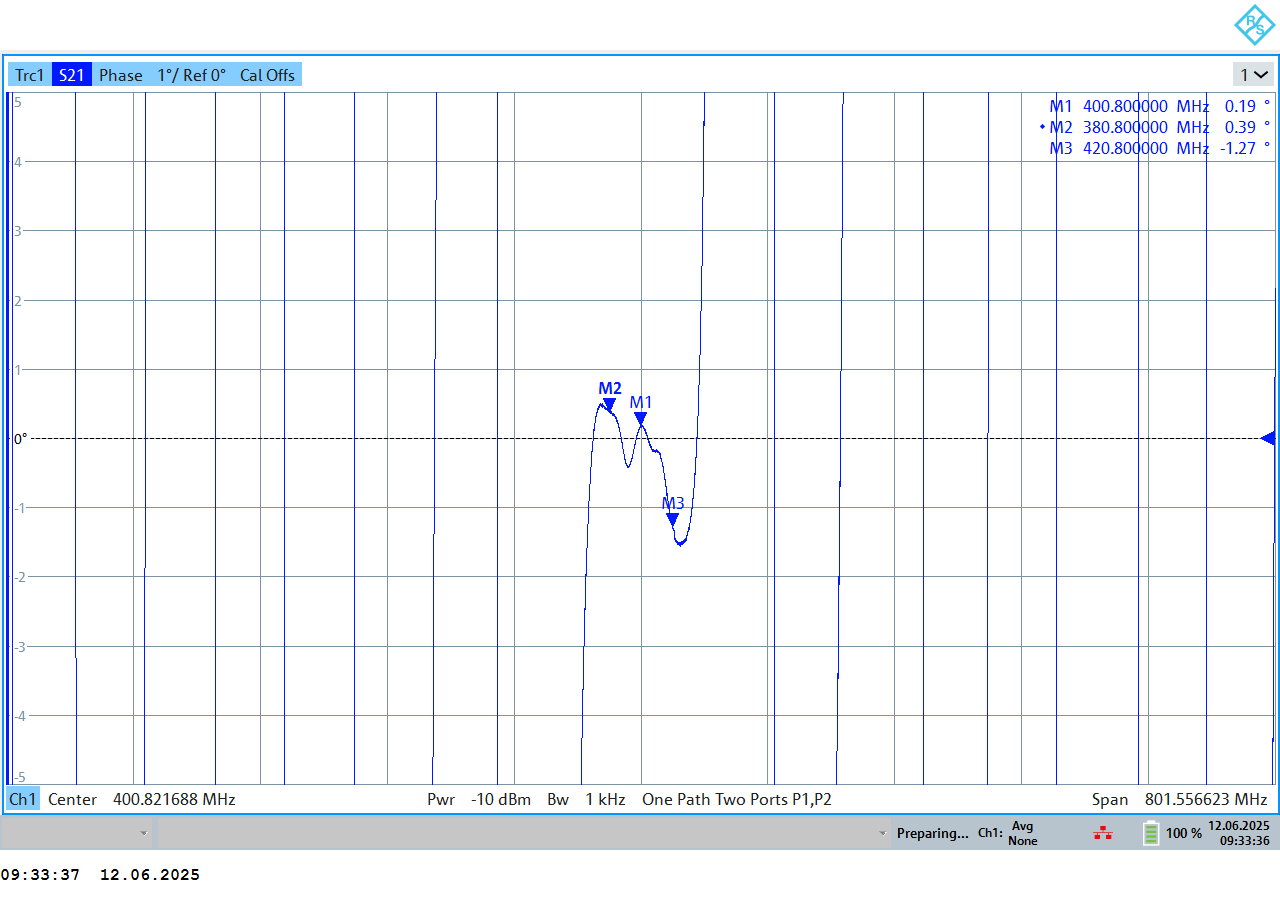 R S
Trc1 S21 Phase 1°/ Ref 0° Cal Offs
1
5
4
3
2
1
0°
-1
-2
-3
-4
-5
M1 400.800000 MHz 0.19 °
M2 380.800000 MHz 0.39 °
M3 420.800000 MHz -1.27 °
M2
M1
M3
Ch1 Center 400.821688 MHz Pwr -10 dBm Bw 1 kHz One Path Two Ports P1,P2 Span 801.556623 MHz
Preparing... Ch1: Avg None 100 % 12.06.2025 09:33:36
09:33:37 12.06.2025